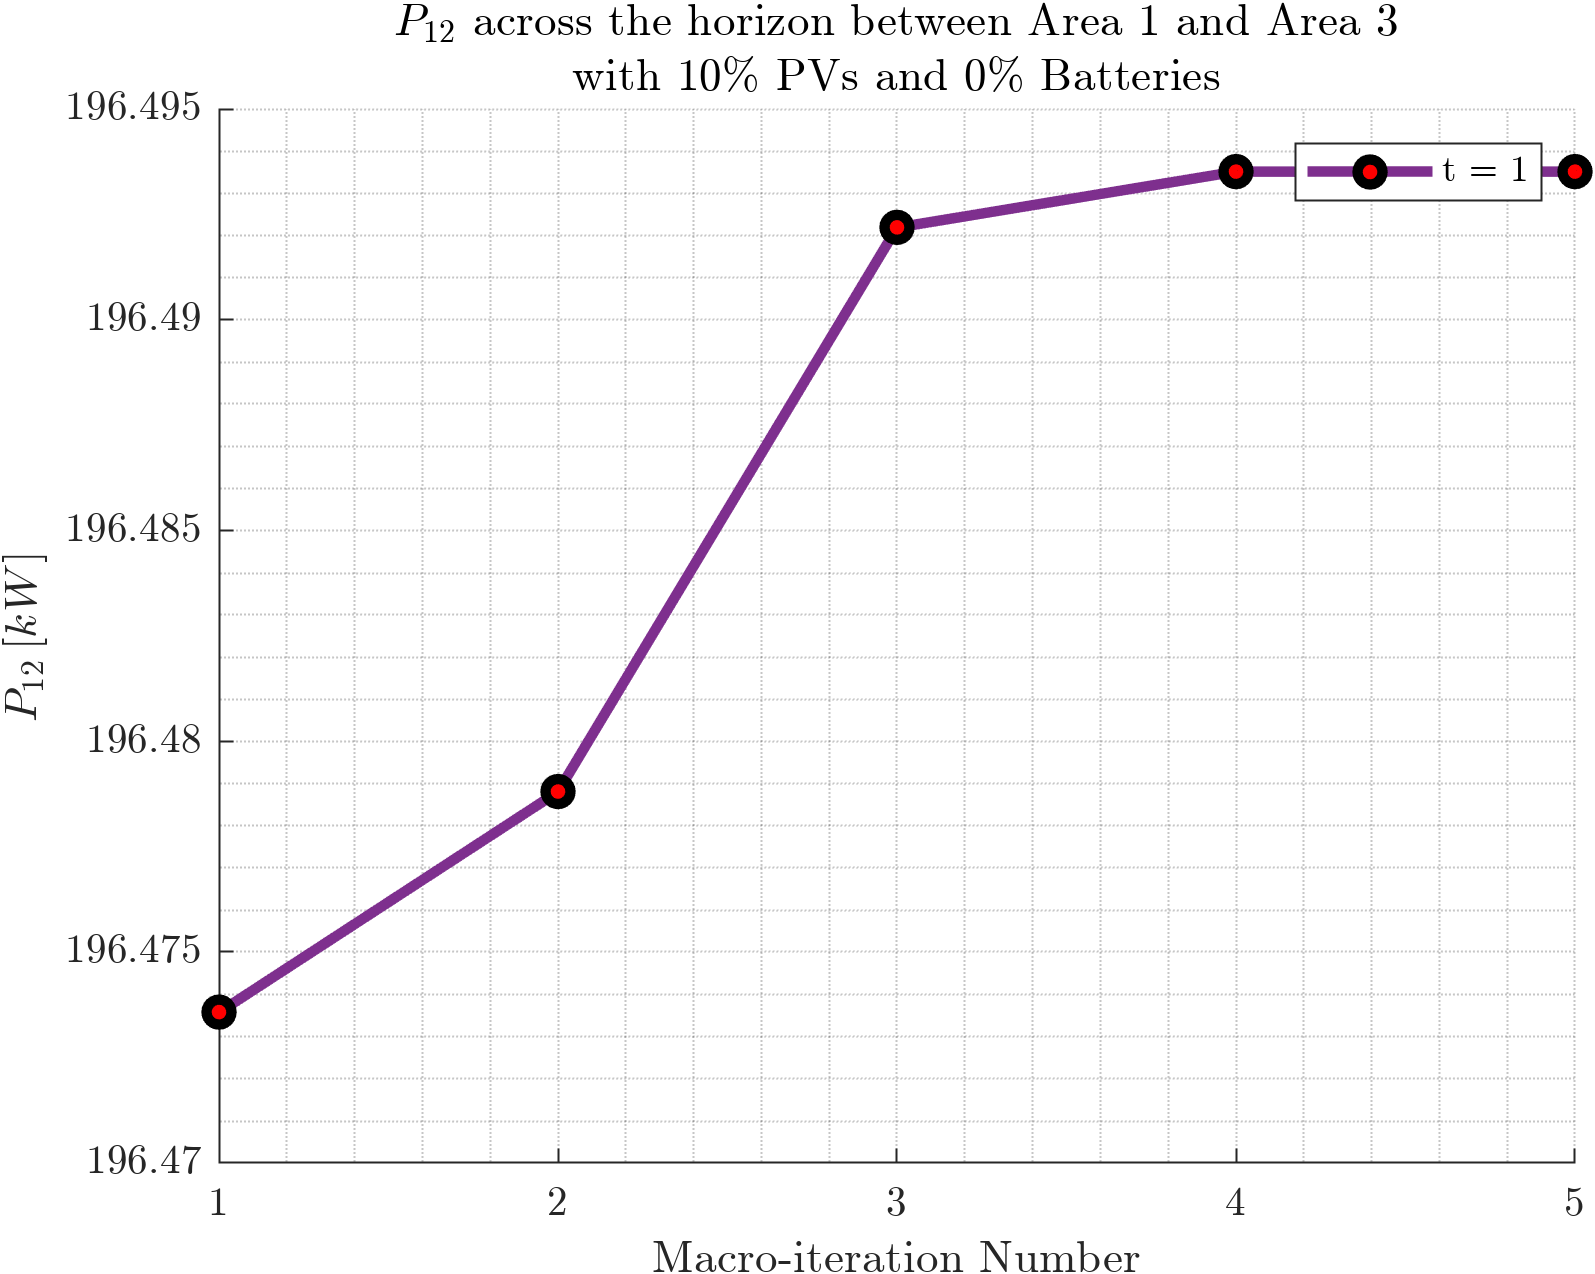 P₁₂ across the horizon between Area 1 and Area 3
with 10% PVs and 0% Batteries
196.495
196.49
196.485
196.48
196.475
196.47
P₁₂ [kW]
t = 1
1 2 3 4 5
Macro-iteration Number